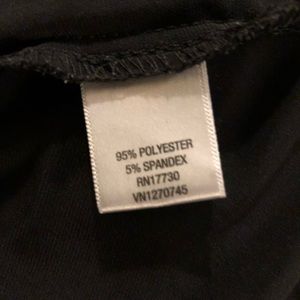 95% POLYESTER
5% SPANDEX
RN17730
VN1270745